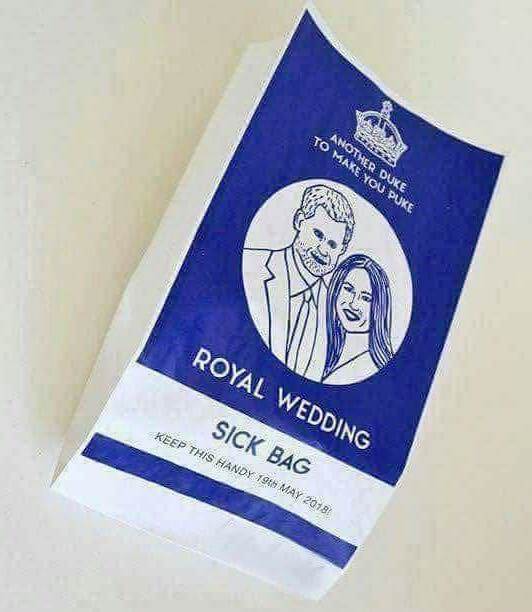 ANOTHER DUKE
TO MAKE YOU PUKE
ROYAL WEDDING
SICK BAG
KEEP THIS HANDY 19th MAY 2018!